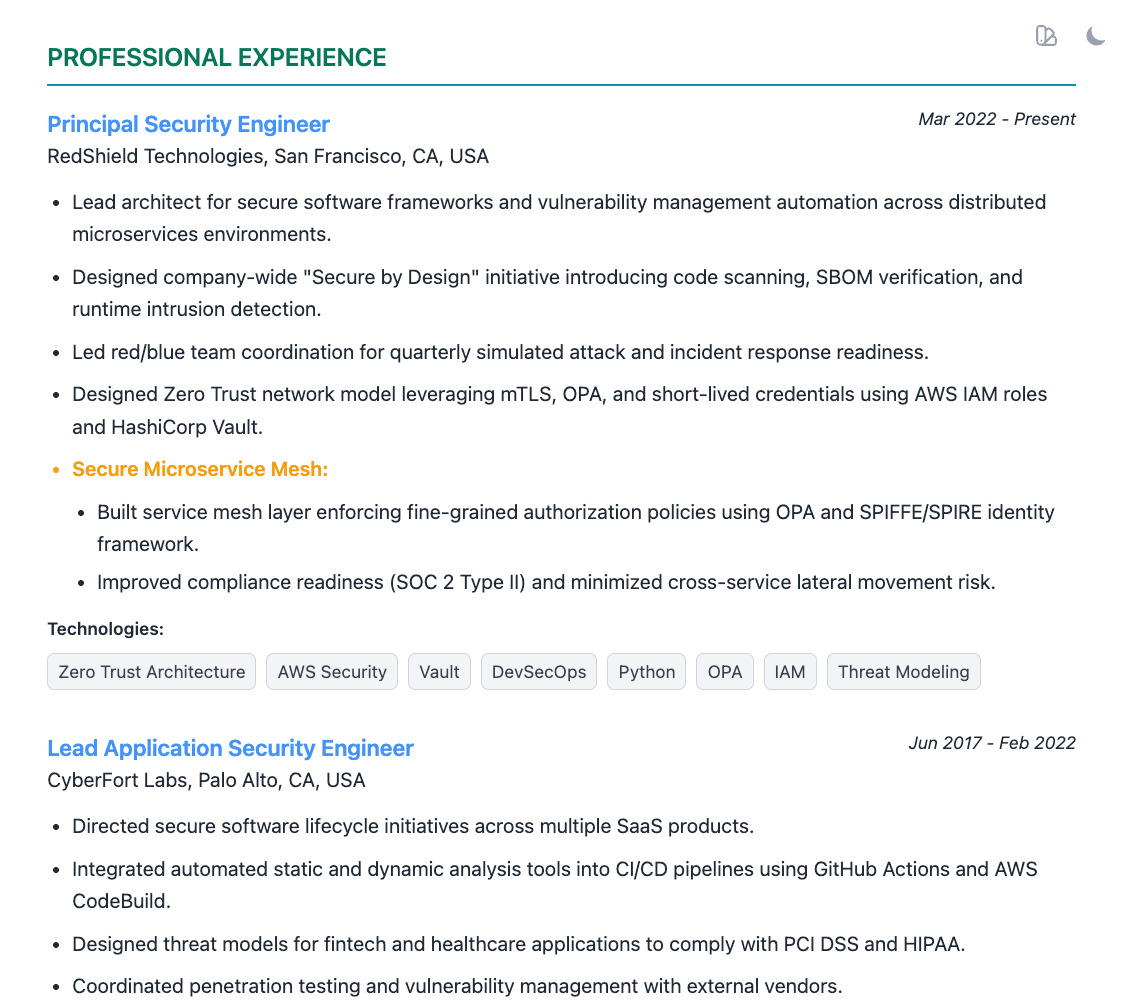 PROFESSIONAL EXPERIENCE
Principal Security Engineer
Mar 2022 - Present
RedShield Technologies, San Francisco, CA, USA
• Lead architect for secure software frameworks and vulnerability management automation across distributed
microservices environments.
• Designed company-wide "Secure by Design" initiative introducing code scanning, SBOM verification, and
runtime intrusion detection.
• Led red/blue team coordination for quarterly simulated attack and incident response readiness.
• Designed Zero Trust network model leveraging mTLS, OPA, and short-lived credentials using AWS IAM roles
and HashiCorp Vault.
• Secure Microservice Mesh:
• Built service mesh layer enforcing fine-grained authorization policies using OPA and SPIFFE/SPIRE identity
framework.
• Improved compliance readiness (SOC 2 Type II) and minimized cross-service lateral movement risk.
Technologies:
Zero Trust Architecture AWS Security Vault DevSecOps Python OPA IAM Threat Modeling
Lead Application Security Engineer
Jun 2017 - Feb 2022
CyberFort Labs, Palo Alto, CA, USA
• Directed secure software lifecycle initiatives across multiple SaaS products.
• Integrated automated static and dynamic analysis tools into CI/CD pipelines using GitHub Actions and AWS
CodeBuild.
• Designed threat models for fintech and healthcare applications to comply with PCI DSS and HIPAA.
• Coordinated penetration testing and vulnerability management with external vendors.